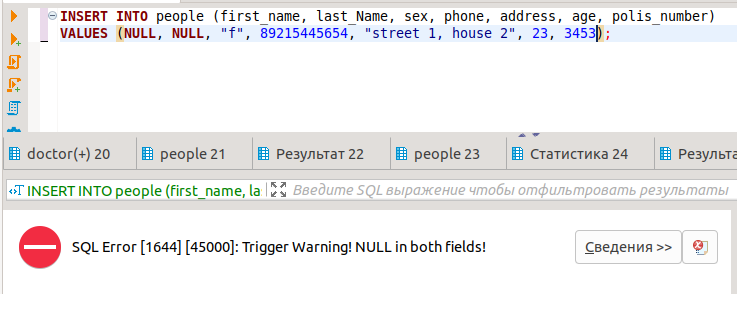 INSERT INTO people (first_name, last_Name, sex, phone, address, age, polis_number)
VALUES (NULL, NULL, "f", 89215445654, "street 1, house 2", 23, 3453);
doctor(+) 20 people 21 Результат 22 people 23 Статистика 24 Результа
INSERT INTO people (first_name, la Введите SQL выражение чтобы отфильтровать результаты
SQL Error [1644] [45000]: Trigger Warning! NULL in both fields! Сведения >>